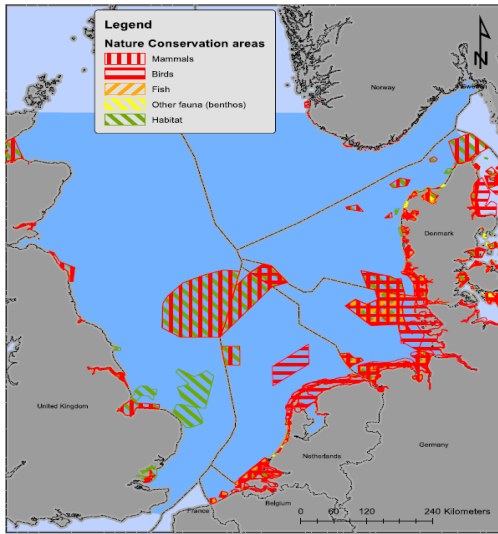 Legend
Nature Conservation areas
Mammals
Birds
Fish
Other fauna (benthos)
Habitat
N
Norway
Sweden
Denmark
United Kingdom
Netherlands
Germany
Belgium
France
0 60 120 240 Kilometers